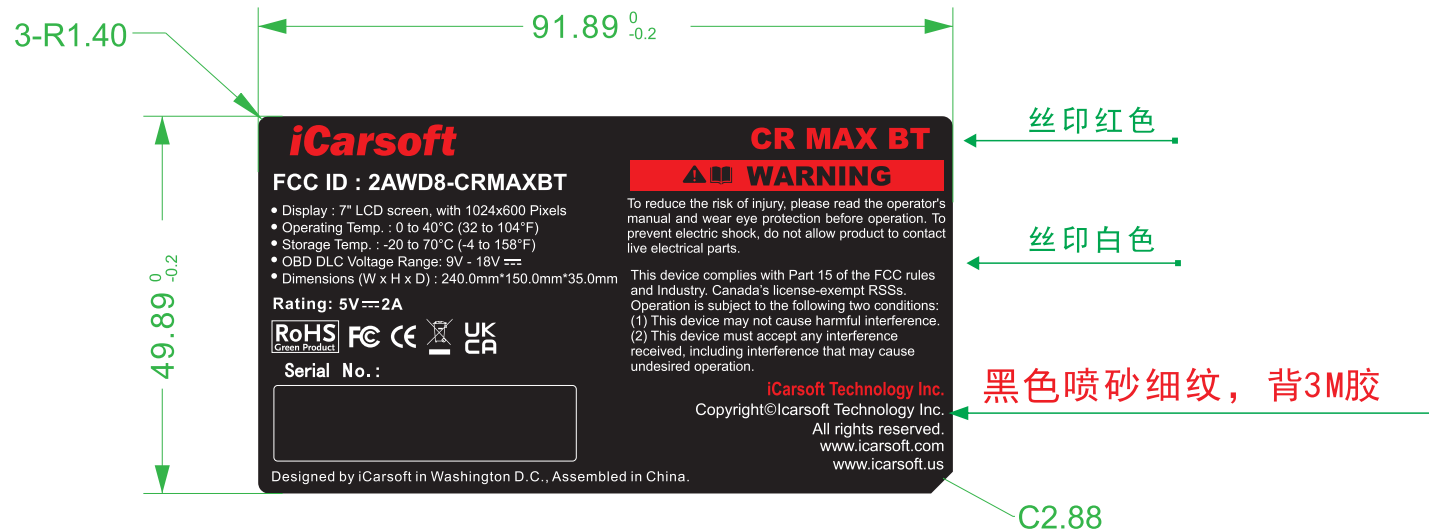 3-R1.40
91.89 0 -0.2
49.89 0 -0.2
iCarsoft
CR MAX BT
FCC ID : 2AWD8-CRMAXBT
• Display : 7" LCD screen, with 1024x600 Pixels
• Operating Temp. : 0 to 40°C (32 to 104°F)
• Storage Temp. : -20 to 70°C (-4 to 158°F)
• OBD DLC Voltage Range: 9V - 18V ⎓
• Dimensions (W x H x D) : 240.0mm*150.0mm*35.0mm
Rating: 5V⎓2A
RoHS
Green Product
FC CE UK
CA
Serial No.:
Designed by iCarsoft in Washington D.C., Assembled in China.
WARNING
To reduce the risk of injury, please read the operator's
manual and wear eye protection before operation. To
prevent electric shock, do not allow product to contact
live electrical parts.
This device complies with Part 15 of the FCC rules
and Industry. Canada's license-exempt RSSs.
Operation is subject to the following two conditions:
(1) This device may not cause harmful interference.
(2) This device must accept any interference
received, including interference that may cause
undesired operation.
iCarsoft Technology Inc.
Copyright©Icarsoft Technology Inc.
All rights reserved.
www.icarsoft.com
www.icarsoft.us
丝印红色
丝印白色
黑色喷砂细纹，背3M胶
C2.88